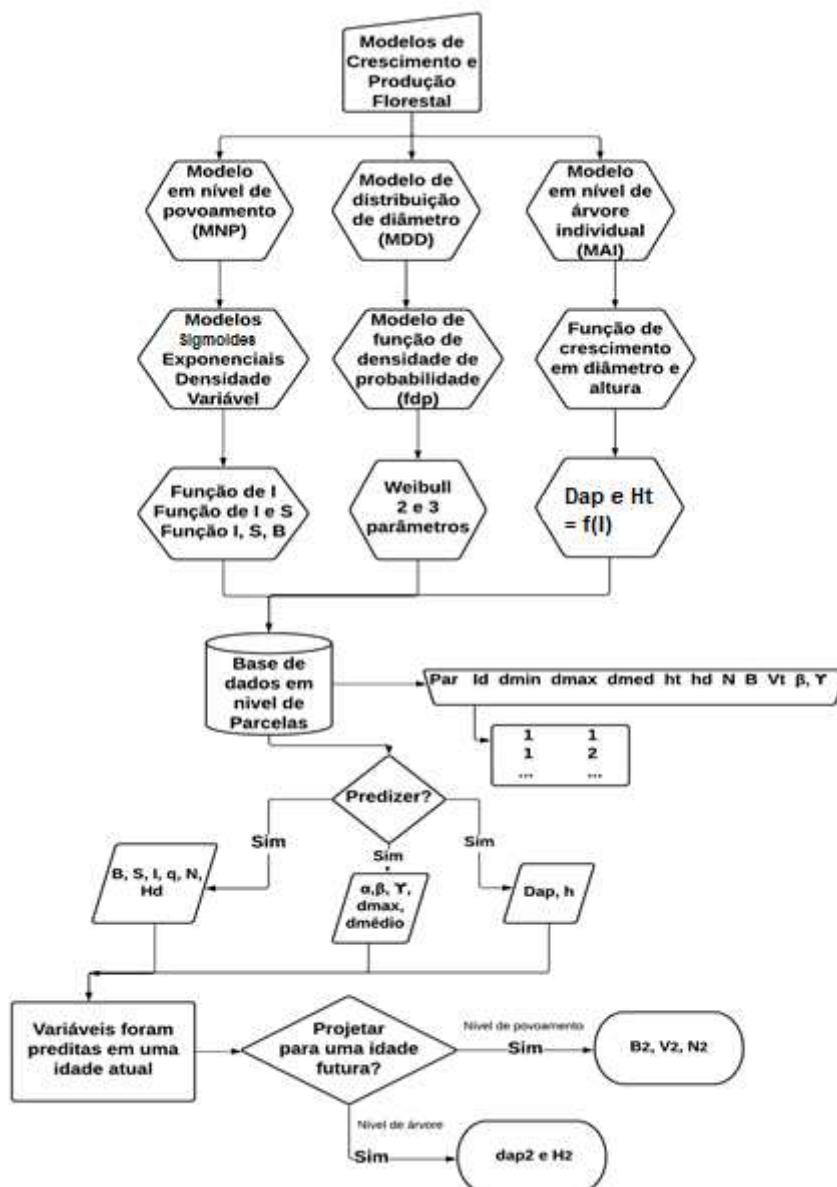 Modelos de
Crescimento e
Produção
Florestal
Modelo
em nível de
povoamento
(MNP)
Modelo de
distribuição
de diâmetro
(MDD)
Modelo
em nível de
árvore
individual
(MAI)
Modelos
Sigmoides
Exponenciais
Densidade
Variável
Modelo de
função de
densidade de
probabilidade
(fdp)
Função de
crescimento
em diâmetro e
altura
Função de I
Função de I e S
Função I, S, B
Weibull
2 e 3
parâmetros
Dap e Ht
= f(I)
Base de
dados em
nivel de
Parcelas
Par Id dmin dmax dmed ht hd N B Vt β, ϒ
1 1
1 2
... ...
Predizer?
Sim
Sim
Sim
B, S, I, q, N,
Hd
α,β, ϒ,
dmax,
dmédio
Dap, h
Variáveis foram
preditas em uma
idade atual
Projetar
para uma idade
futura?
Nível de povoamento
Sim
B2, V2, N2
Nível de árvore
Sim
dap2 e H2